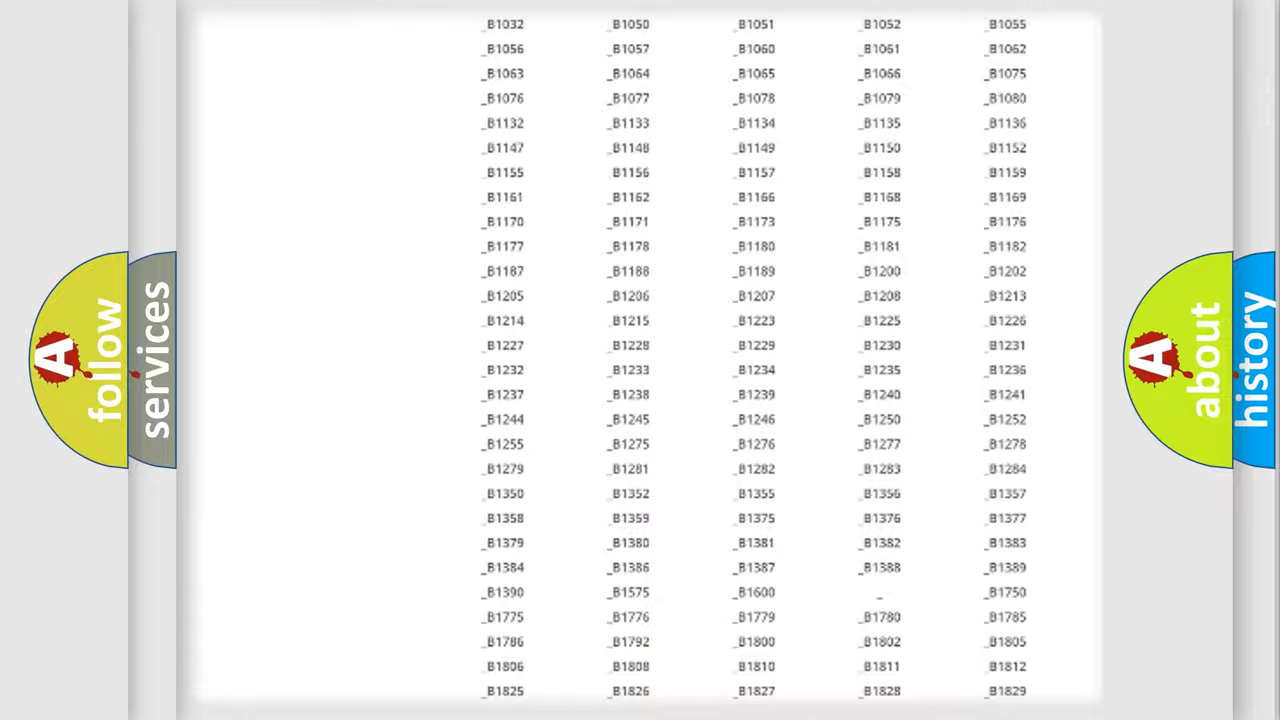 _B1032 _B1050 _B1051 _B1052 _B1055
_B1056 _B1057 _B1060 _B1061 _B1062
_B1063 _B1064 _B1065 _B1066 _B1075
_B1076 _B1077 _B1078 _B1079 _B1080
_B1132 _B1133 _B1134 _B1135 _B1136
_B1147 _B1148 _B1149 _B1150 _B1152
_B1155 _B1156 _B1157 _B1158 _B1159
_B1161 _B1162 _B1166 _B1168 _B1169
_B1170 _B1171 _B1173 _B1175 _B1176
_B1177 _B1178 _B1180 _B1181 _B1182
_B1187 _B1188 _B1189 _B1200 _B1202
_B1205 _B1206 _B1207 _B1208 _B1213
_B1214 _B1215 _B1223 _B1225 _B1226
_B1227 _B1228 _B1229 _B1230 _B1231
_B1232 _B1233 _B1234 _B1235 _B1236
_B1237 _B1238 _B1239 _B1240 _B1241
_B1244 _B1245 _B1246 _B1250 _B1252
_B1255 _B1275 _B1276 _B1277 _B1278
_B1279 _B1281 _B1282 _B1283 _B1284
_B1350 _B1352 _B1355 _B1356 _B1357
_B1358 _B1359 _B1375 _B1376 _B1377
_B1379 _B1380 _B1381 _B1382 _B1383
_B1384 _B1386 _B1387 _B1388 _B1389
_B1390 _B1575 _B1600 _ _B1750
_B1775 _B1776 _B1779 _B1780 _B1785
_B1786 _B1792 _B1800 _B1802 _B1805
_B1806 _B1808 _B1810 _B1811 _B1812
_B1825 _B1826 _B1827 _B1828 _B1829
A
follow
services
A
about
history